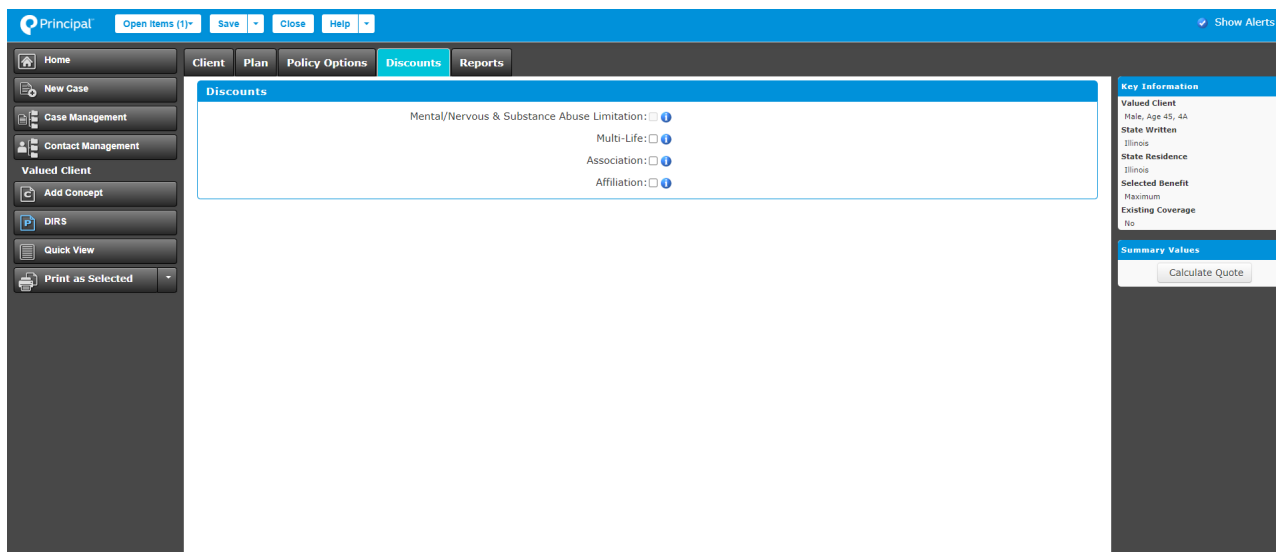 Principal Open Items (1) Save Close Help Show Alerts
Home
New Case
Case Management
Contact Management
Valued Client
Add Concept
DIRS
Quick View
Print as Selected
Client Plan Policy Options Discounts Reports
Discounts
Mental/Nervous & Substance Abuse Limitation:
Multi-Life:
Association:
Affiliation:
Key Information
Valued Client
Male, Age 45, 4A
State Written
Illinois
State Residence
Illinois
Selected Benefit
Maximum
Existing Coverage
No
Summary Values
Calculate Quote